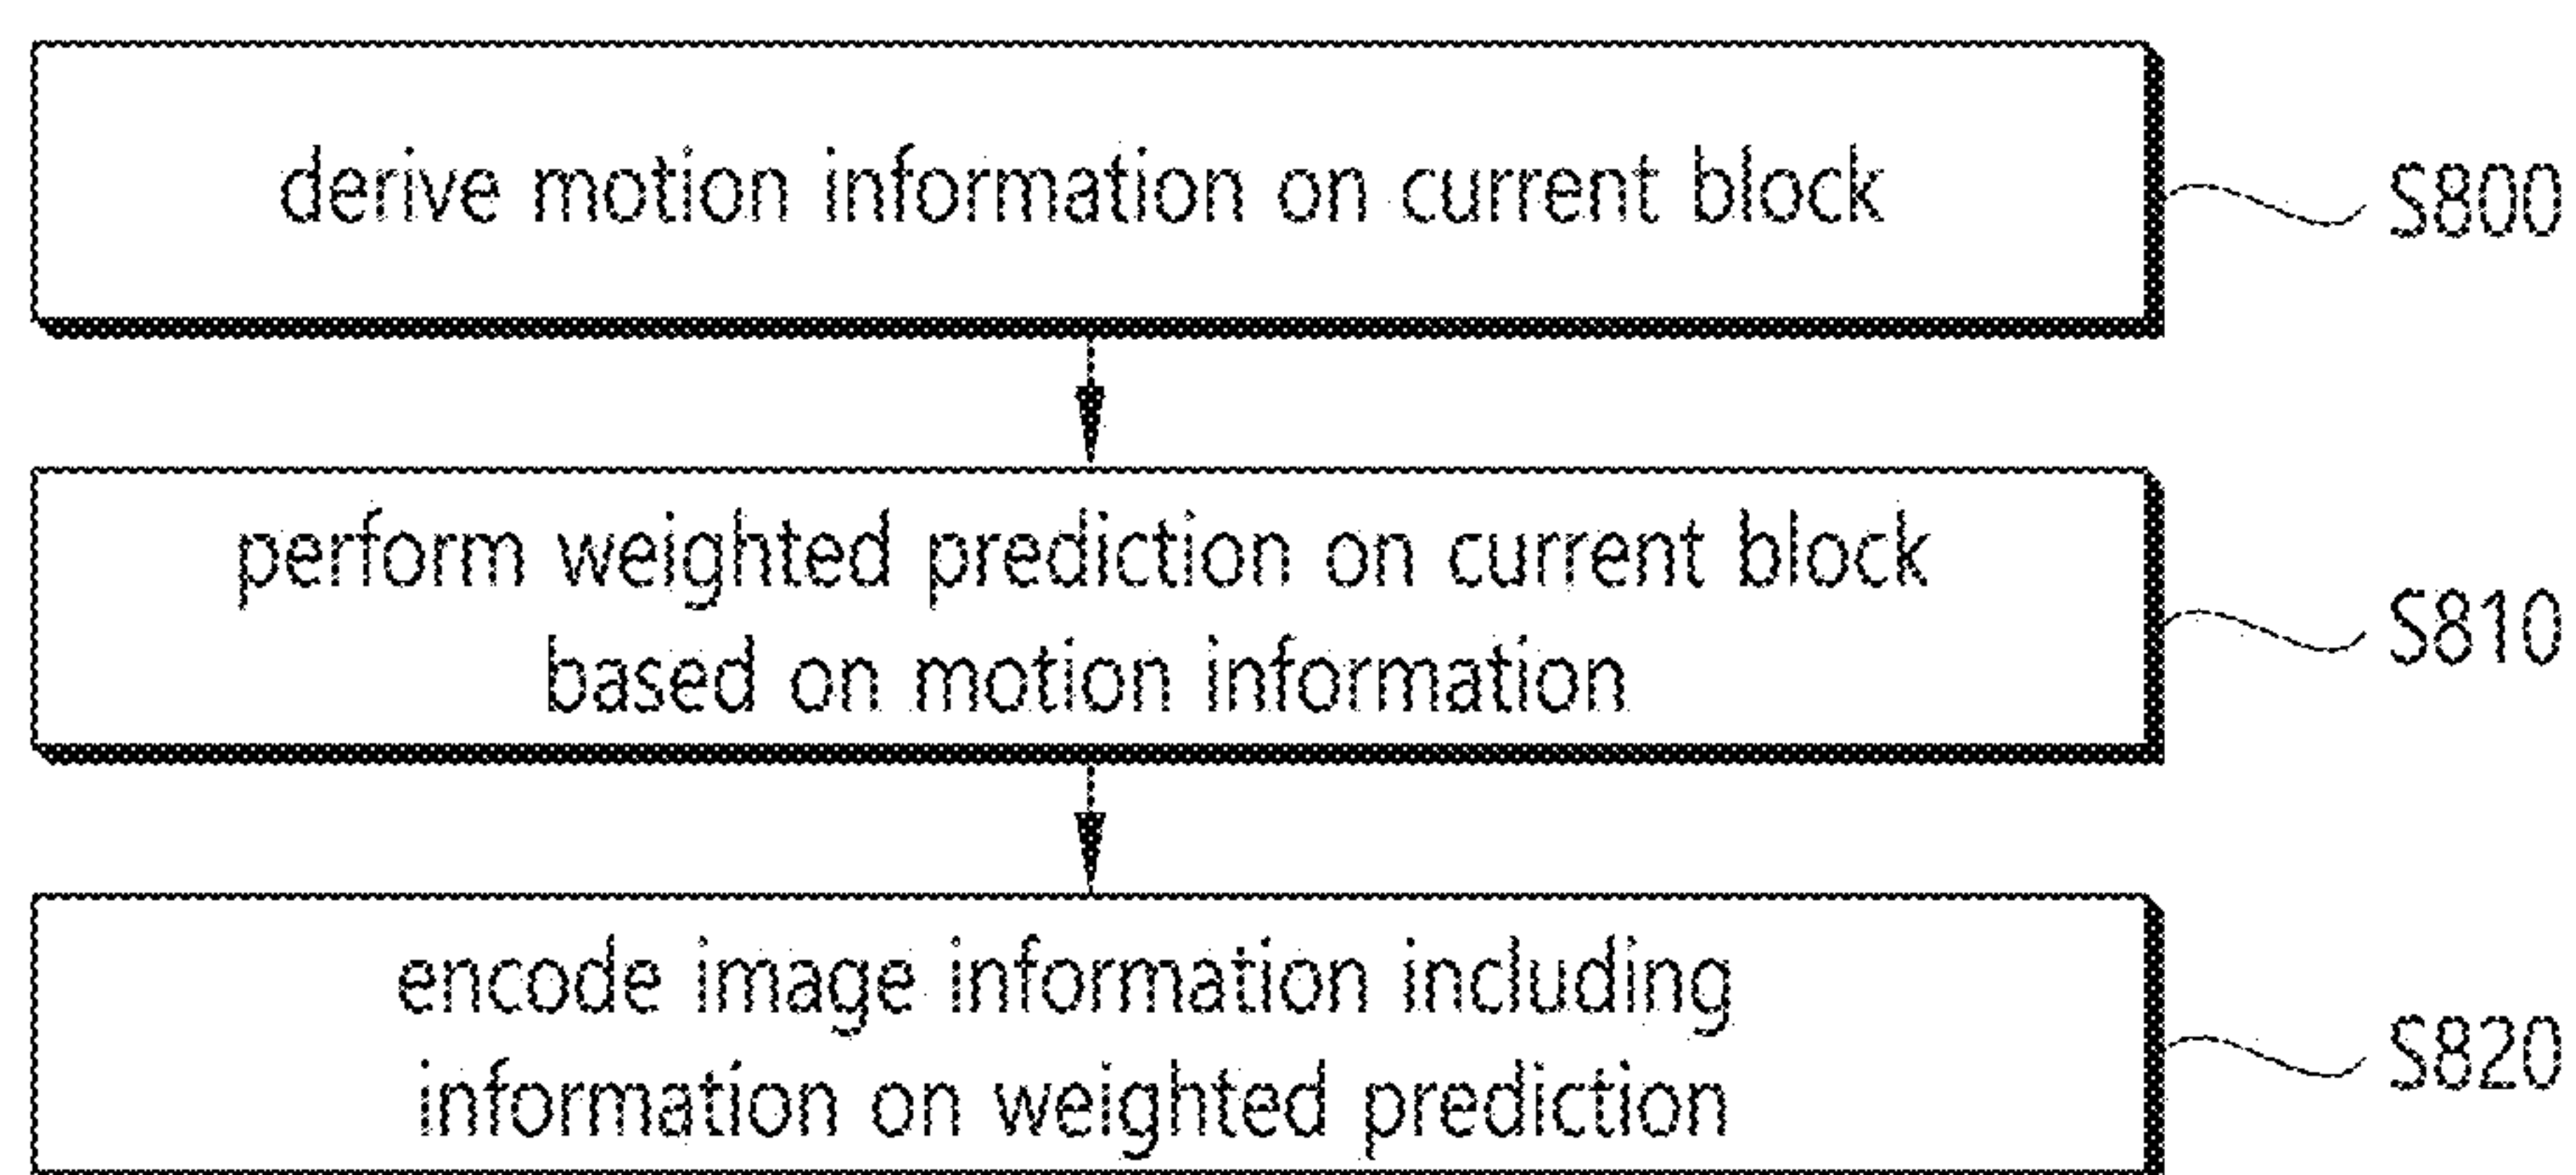 derive motion information on current block
S800
perform weighted prediction on current block
based on motion information
S810
encode image information including
information on weighted prediction
S820